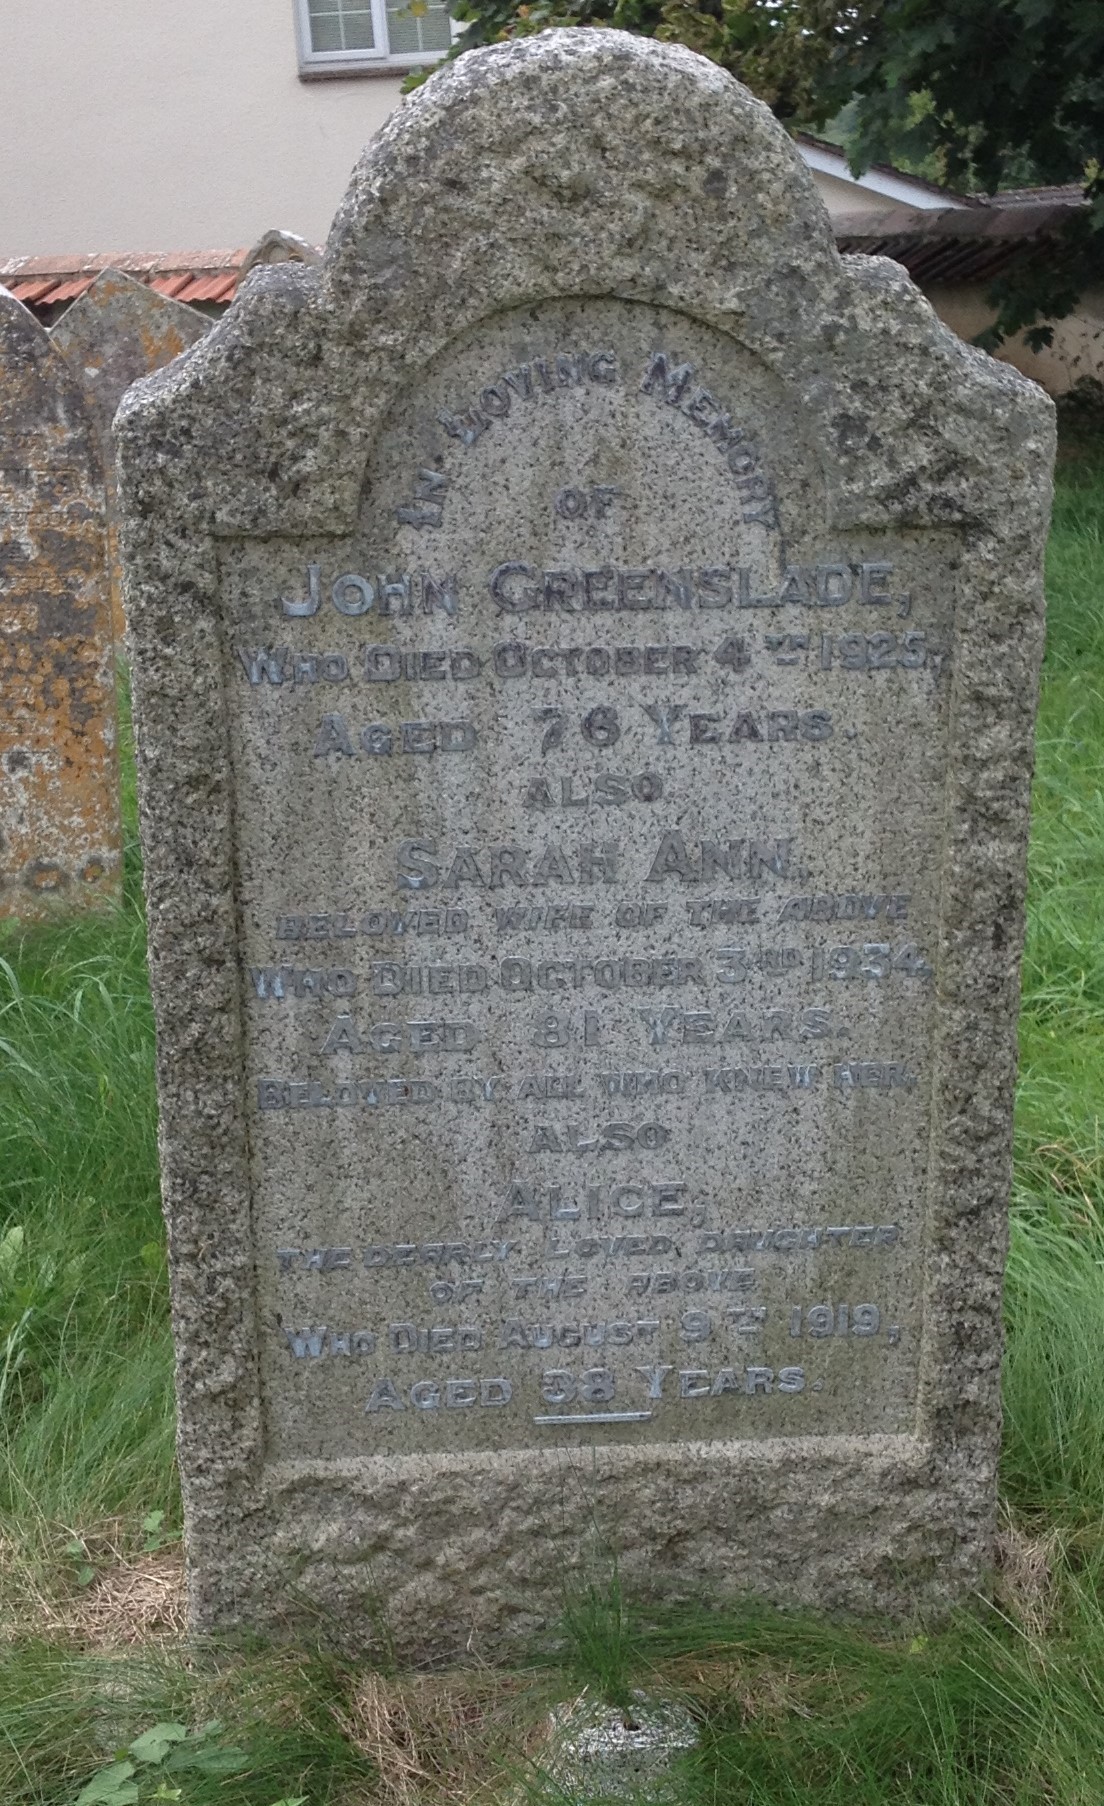 IN LOVING MEMORY
OF
JOHN GREENSLADE,
WHO DIED OCTOBER 4TH 1925,
AGED 76 YEARS.
ALSO
SARAH ANN,
BELOVED WIFE OF THE ABOVE
WHO DIED OCTOBER 3RD 1934,
AGED 81 YEARS.
BELOVED BY ALL WHO KNEW HER,
ALSO
ALICE,
THE DEARLY LOVED DAUGHTER
OF THE ABOVE
WHO DIED AUGUST 9TH 1919,
AGED 38 YEARS.